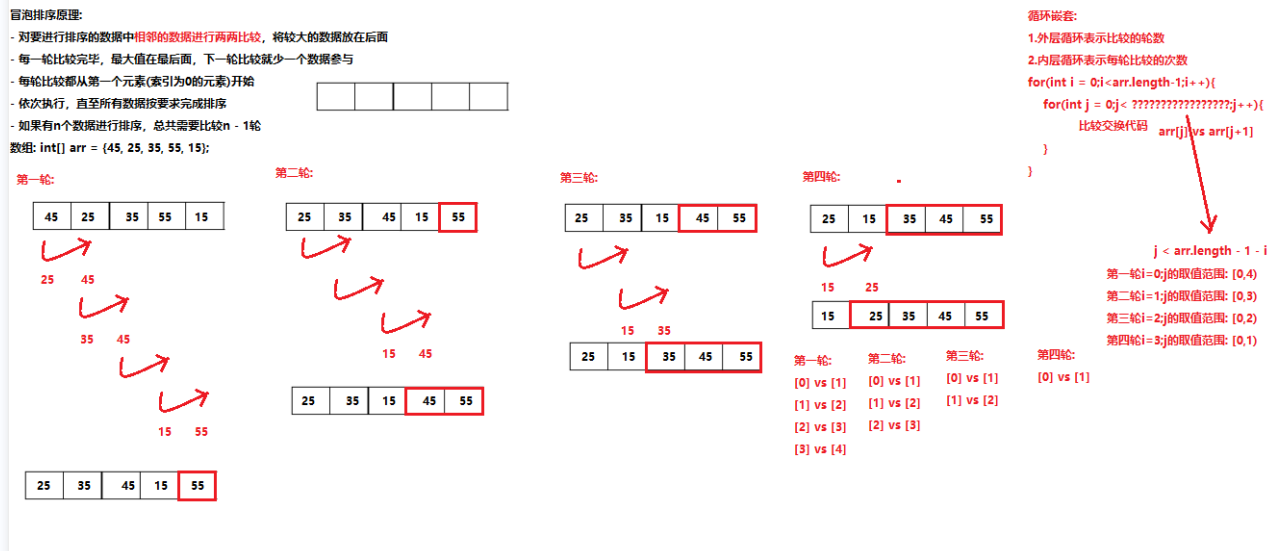 冒泡排序原理:
- 对要进行排序的数据中相邻的数据进行两两比较，将较大的数据放在后面
- 每一轮比较完毕，最大值在最后面，下一轮比较就少一个数据参与
- 每轮比较都从第一个元素(索引为0的元素)开始
- 依次执行，直至所有数据按要求完成排序
- 如果有n个数据进行排序，总共需要比较n - 1轮
数组: int[] arr = {45, 25, 35, 55, 15};
循环嵌套:
1.外层循环表示比较的轮数
2.内层循环表示每轮比较的次数
for(int i = 0;i<arr.length-1;i++){
for(int j = 0;j< ?????????????????;j++){
比较交换代码 arr[j] vs arr[j+1]
}
}
j < arr.length - 1 - i
第一轮i=0;j的取值范围: [0,4)
第二轮i=1;j的取值范围: [0,3)
第三轮i=2;j的取值范围: [0,2)
第四轮i=3;j的取值范围: [0,1)
第一轮:
45 25 35 55 15
25 45
35 45
15 55
25 35 45 15 55
第二轮:
25 35 45 15 55
15 45
25 35 15 45 55
第三轮:
25 35 15 45 55
15 35
25 15 35 45 55
第四轮:
25 15 35 45 55
15 25
15 25 35 45 55
第一轮:
[0] vs [1]
[1] vs [2]
[2] vs [3]
[3] vs [4]
第二轮:
[0] vs [1]
[1] vs [2]
[2] vs [3]
第三轮:
[0] vs [1]
[1] vs [2]
第四轮:
[0] vs [1]